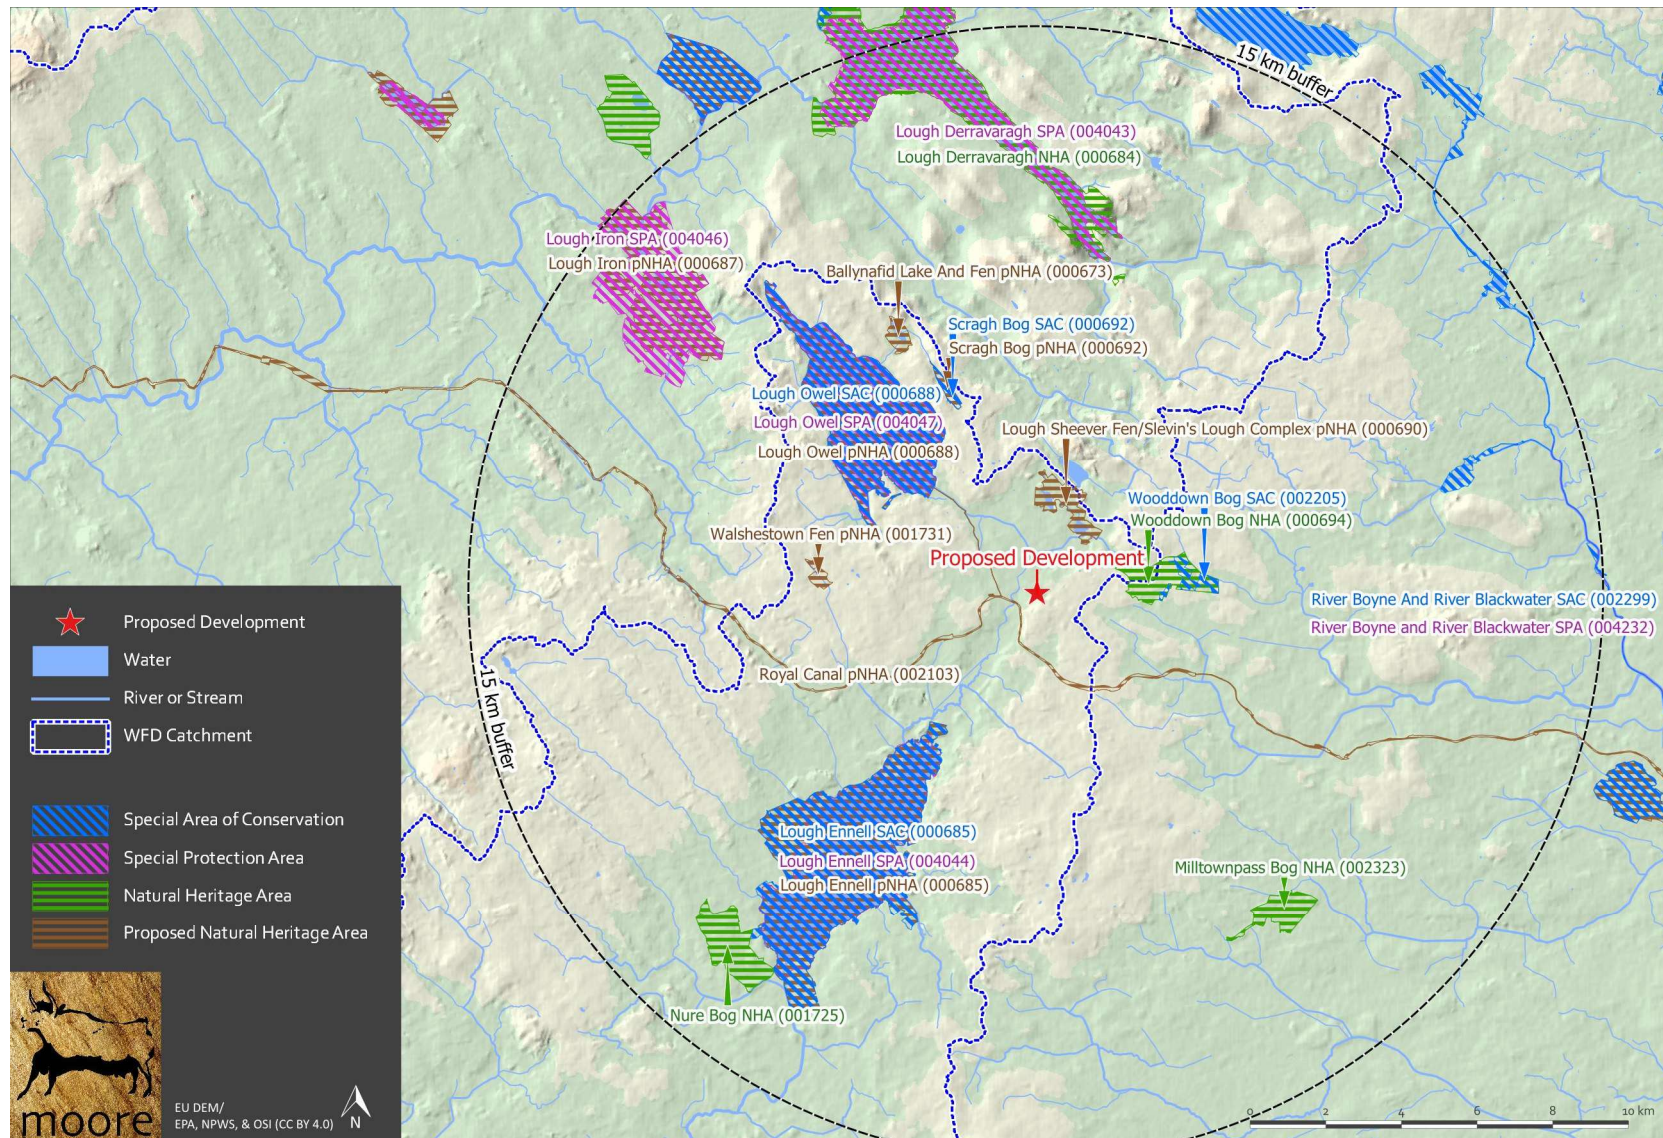 15 km buffer
Lough Derravaragh SPA (004043)
Lough Derravaragh NHA (000684)
Lough Iron SPA (004046)
Lough Iron pNHA (000687)
Ballynafid Lake And Fen pNHA (000673)
Scragh Bog SAC (000692)
Scragh Bog pNHA (000692)
Lough Owel SAC (000688)
Lough Owel SPA (004047)
Lough Owel pNHA (000688)
Lough Sheever Fen/Slevin's Lough Complex pNHA (000690)
Wooddown Bog SAC (002205)
Wooddown Bog NHA (000694)
Walshestown Fen pNHA (001731)
Proposed Development
River Boyne And River Blackwater SAC (002299)
River Boyne and River Blackwater SPA (004232)
Royal Canal pNHA (002103)
15 km buffer
Lough Ennell SAC (000685)
Lough Ennell SPA (004044)
Lough Ennell pNHA (000685)
Milltownpass Bog NHA (002323)
Nure Bog NHA (001725)
Proposed Development
Water
River or Stream
WFD Catchment
Special Area of Conservation
Special Protection Area
Natural Heritage Area
Proposed Natural Heritage Area
moore
EU DEM/
EPA, NPWS, & OSI (CC BY 4.0)
N
0 2 4 6 8 10 km